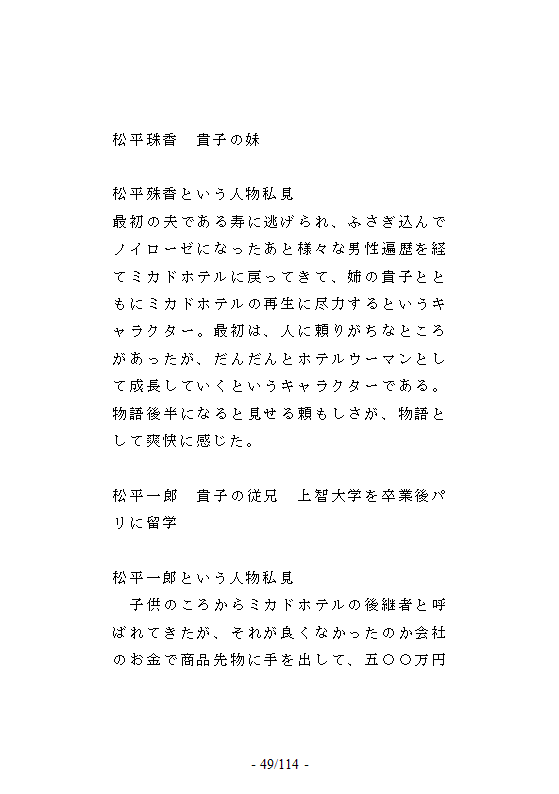 松平珠香　貴子の妹
松平殊香という人物私見
最初の夫である寿に逃げられ、ふさぎ込んで
ノイローゼになったあと様々な男性遍歴を経
てミカドホテルに戻ってきて、姉の貴子とと
もにミカドホテルの再生に尽力するというキ
ャラクター。最初は、人に頼りがちなところ
があったが、だんだんとホテルウーマンとし
て成長していくというキャラクターである。
物語後半になると見せる頼もしさが、物語と
して爽快に感じた。
松平一郎　貴子の従兄　上智大学を卒業後パ
リに留学
松平一郎という人物私見
　子供のころからミカドホテルの後継者と呼
ばれてきたが、それが良くなかったのか会社
のお金で商品先物に手を出して、五〇〇万円
- 49/114 -